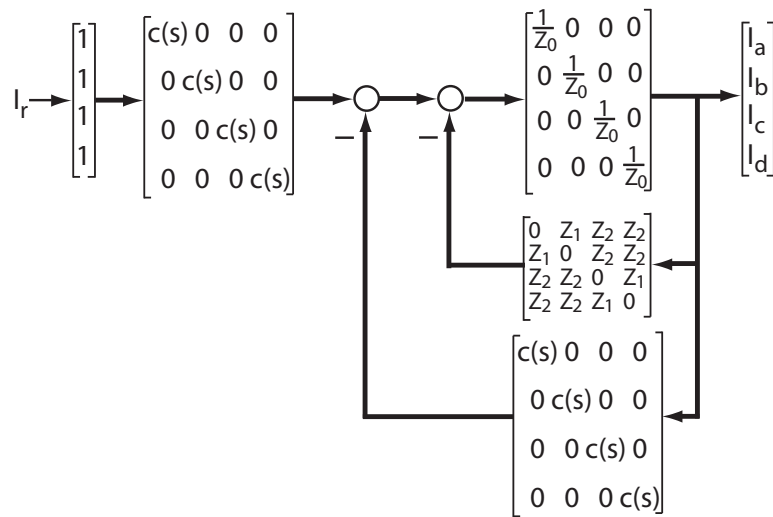 I_r
1
1
1
1
c(s) 0 0 0
0 c(s) 0 0
0 0 c(s) 0
0 0 0 c(s)
−
−
1/Z_0 0 0 0
0 1/Z_0 0 0
0 0 1/Z_0 0
0 0 0 1/Z_0
I_a
I_b
I_c
I_d
0 Z_1 Z_2 Z_2
Z_1 0 Z_2 Z_2
Z_2 Z_2 0 Z_1
Z_2 Z_2 Z_1 0
c(s) 0 0 0
0 c(s) 0 0
0 0 c(s) 0
0 0 0 c(s)